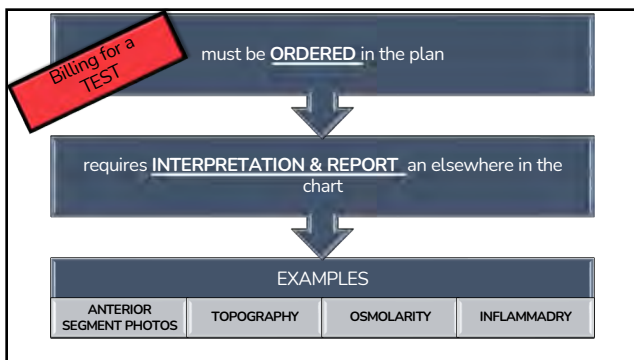 Billing for a
TEST
must be ORDERED in the plan
requires INTERPRETATION & REPORT an elsewhere in the
chart
EXAMPLES
ANTERIOR
SEGMENT PHOTOS
TOPOGRAPHY
OSMOLARITY
INFLAMMADRY